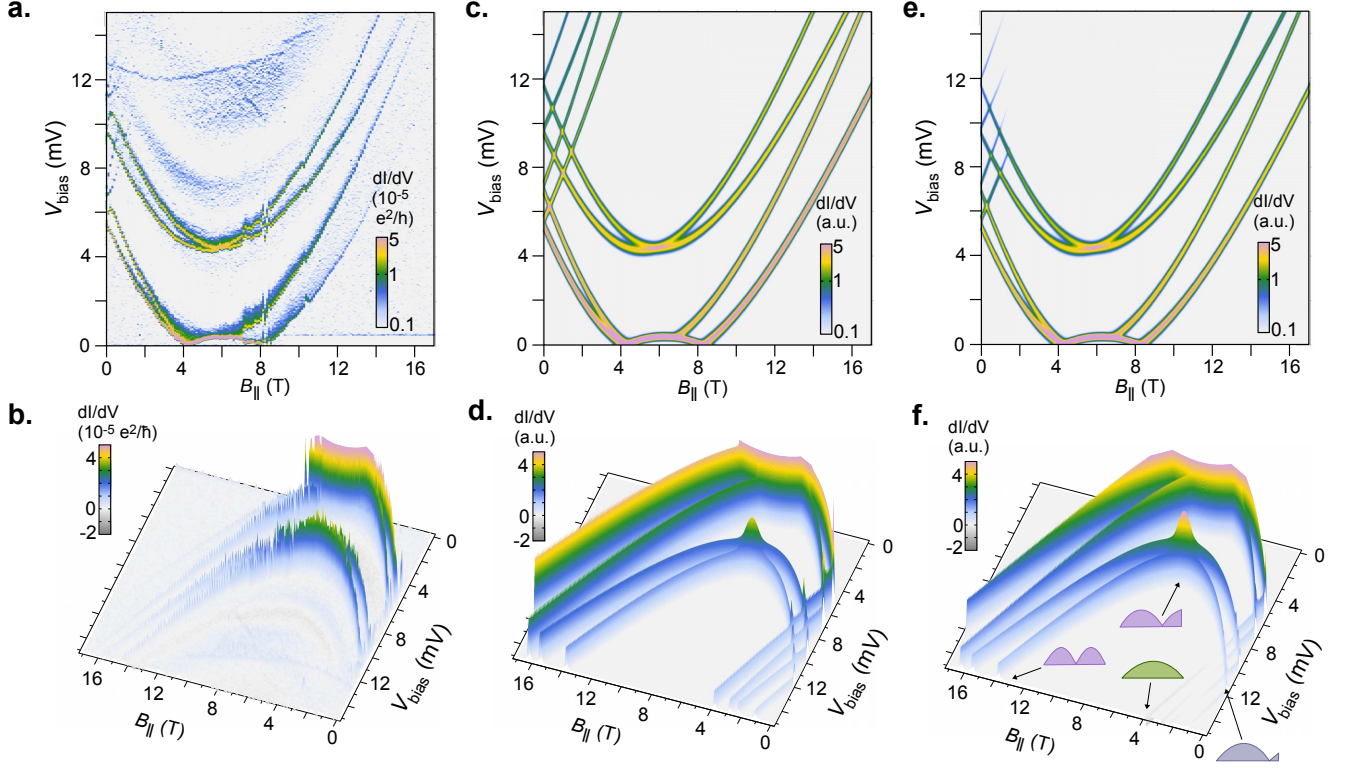 a.
c.
e.
12
8
4
0
V_bias (mV)
dI/dV
(10^-5
e^2/h)
5
1
0.1
0
4
8
12
16
B_|| (T)
12
8
4
0
V_bias (mV)
dI/dV
(a.u.)
5
1
0.1
0
4
8
12
16
B_|| (T)
12
8
4
0
V_bias (mV)
dI/dV
(a.u.)
5
1
0.1
0
4
8
12
16
B_|| (T)
b.
dI/dV
(10^-5 e^2/ħ)
4
0
-2
16
12
8
4
0
B_|| (T)
0
4
8
12
V_bias (mV)
d.
dI/dV
(a.u.)
4
0
-2
16
12
8
4
0
B_|| (T)
0
4
8
12
V_bias (mV)
f.
dI/dV
(a.u.)
4
0
-2
16
12
8
4
0
B_|| (T)
0
4
8
12
V_bias (mV)